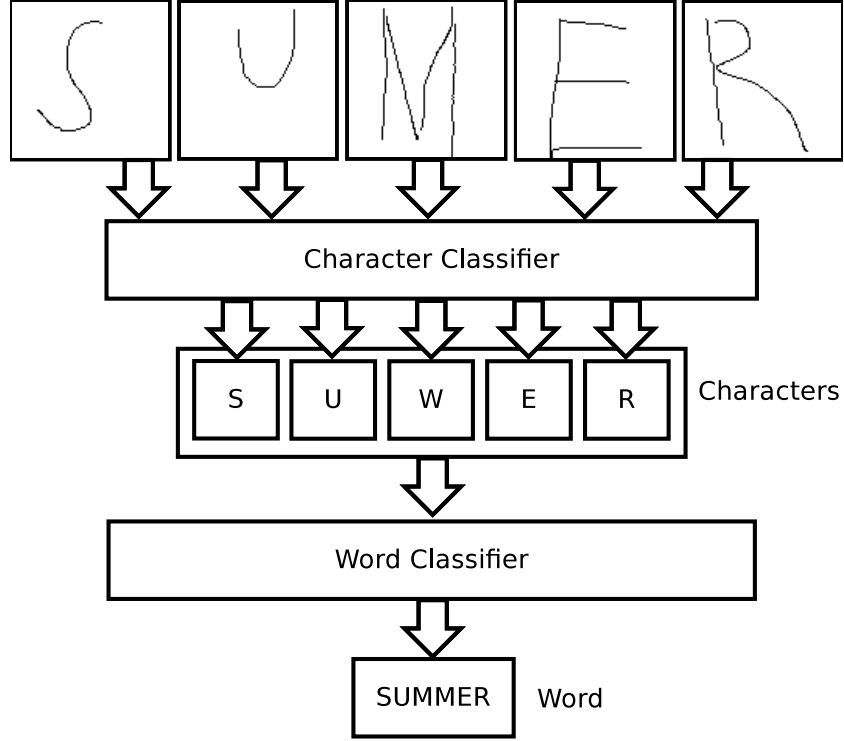 S U M E R
Character Classifier
S U W E R
Characters
Word Classifier
SUMMER
Word